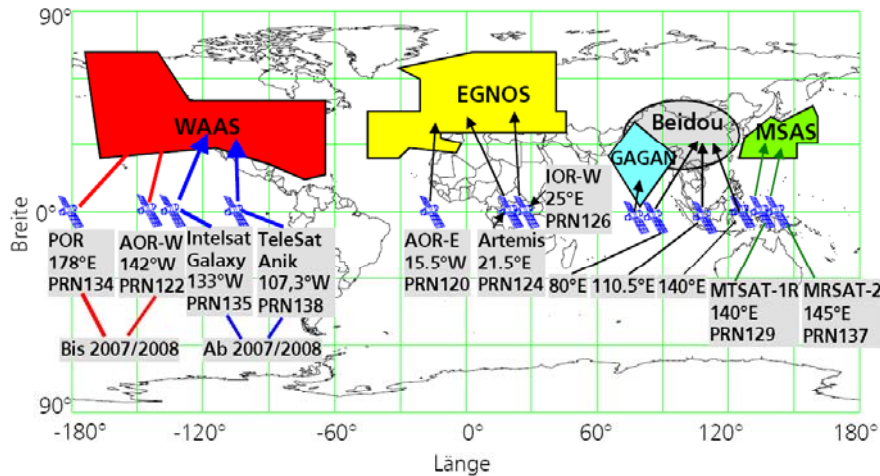 90°
WAAS
EGNOS
Beidou
MSAS
GAGAN
IOR-W
25°E
PRN126
Breite
0°
POR
178°E
PRN134
AOR-W
142°W
PRN122
Intelsat
Galaxy
133°W
PRN135
TeleSat
Anik
107,3°W
PRN138
AOR-E
15.5°W
PRN120
Artemis
21.5°E
PRN124
80°E
110.5°E
140°E
MTSAT-1R
140°E
PRN129
MRSAT-2
145°E
PRN137
Bis 2007/2008
Ab 2007/2008
90°
-180°
-120°
-60°
0°
60°
120°
180°
Länge